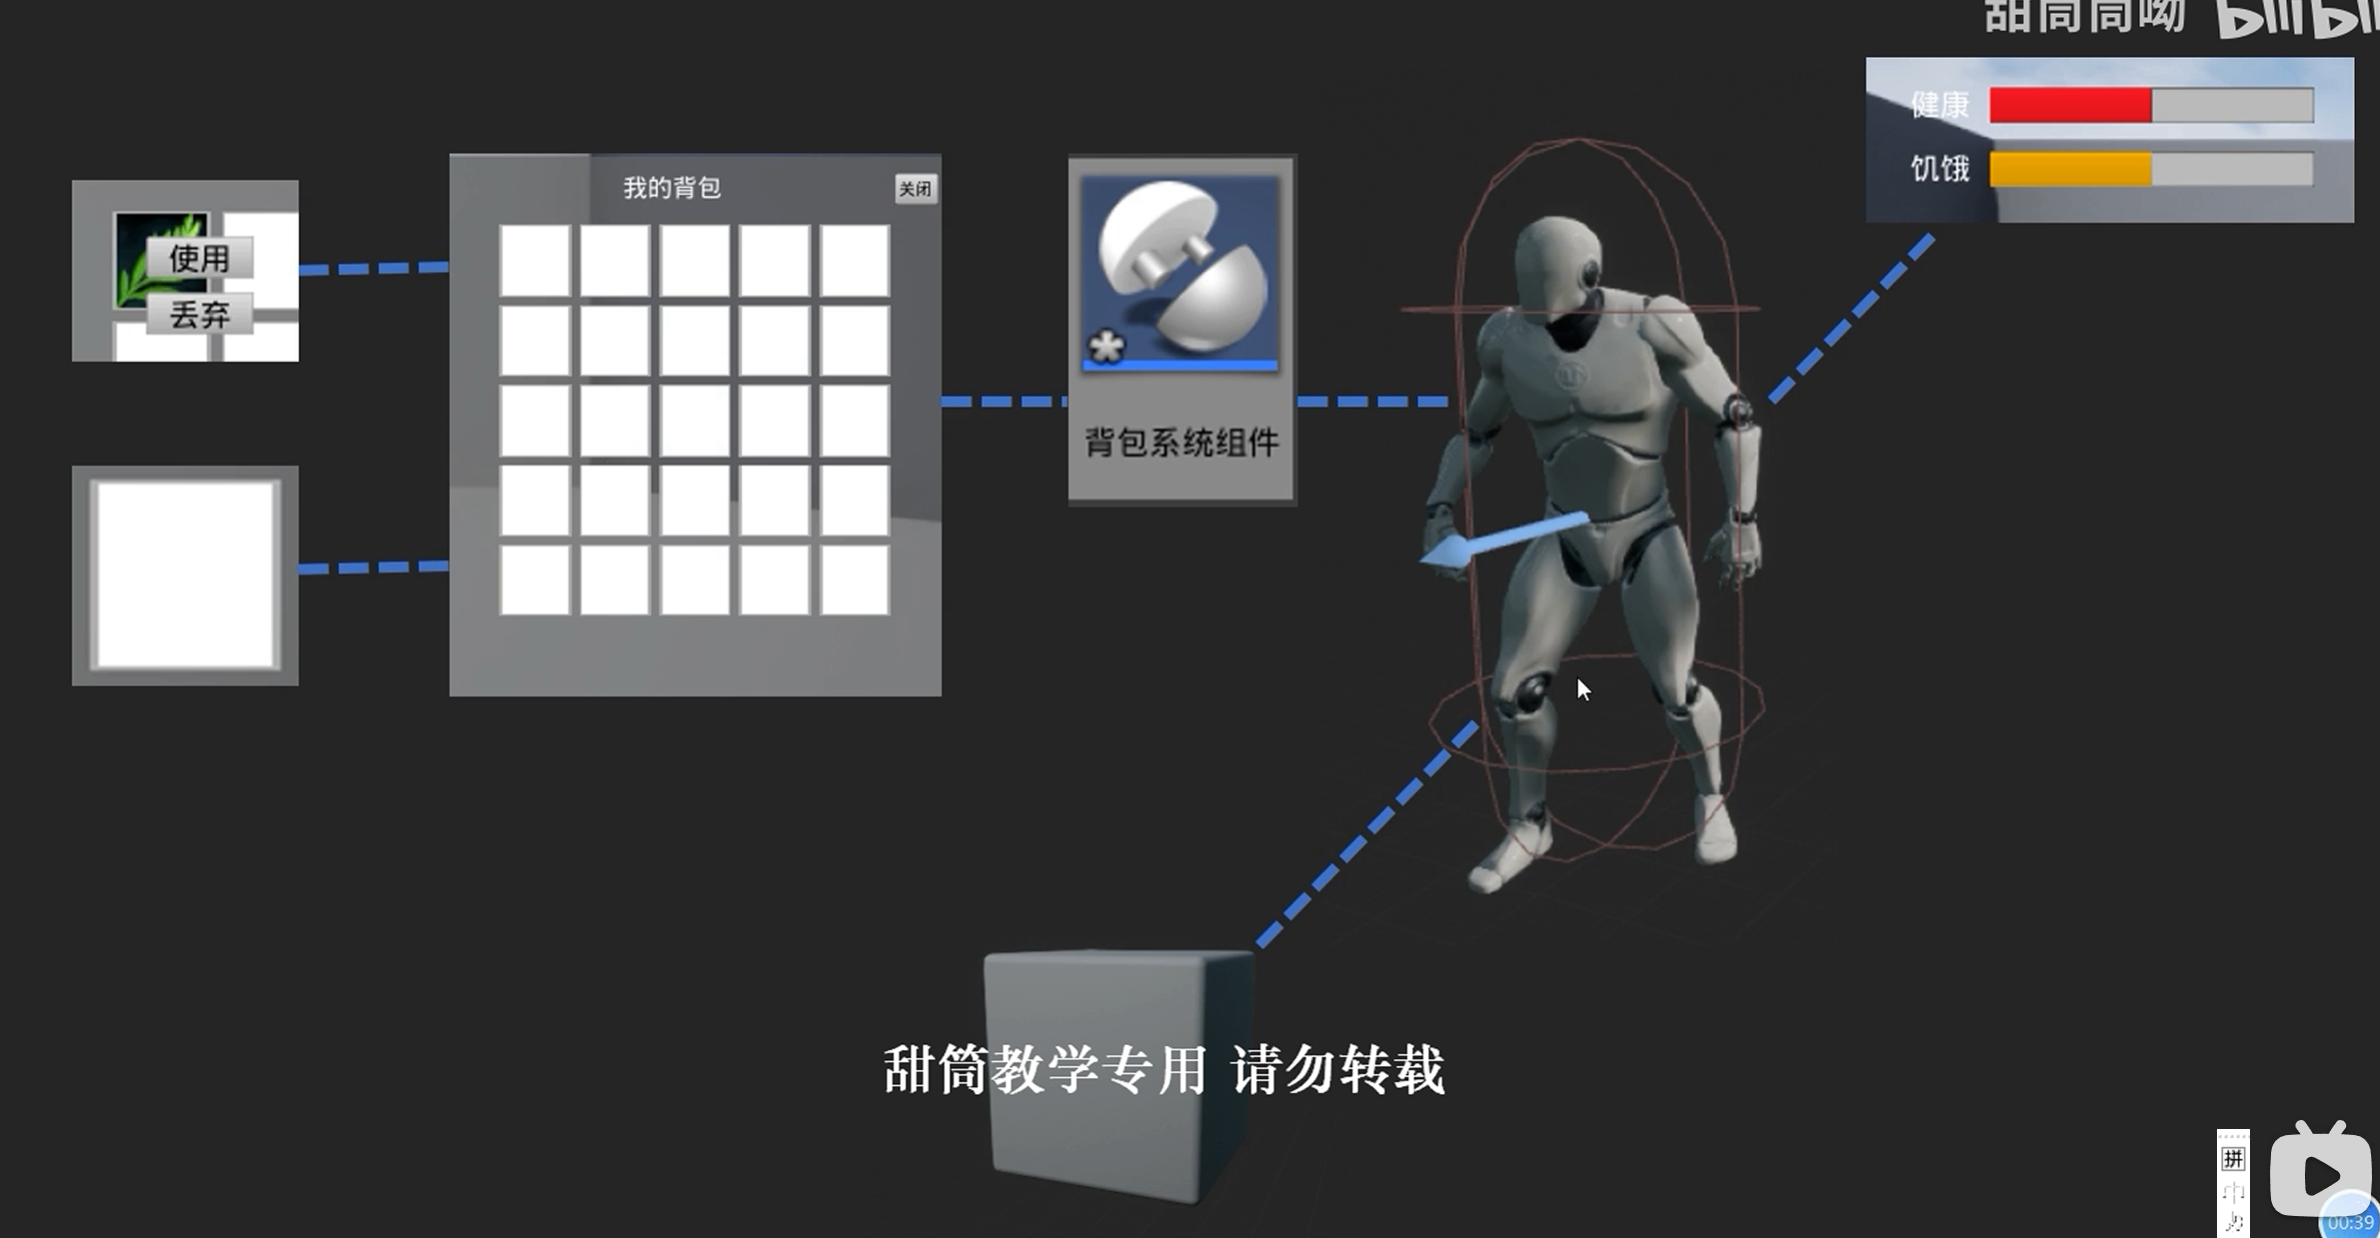 甜筒筒呦 bilibili
健康
饥饿
我的背包
关闭
使用
丢弃
背包系统组件
甜筒教学专用 请勿转载
拼
中
00:39